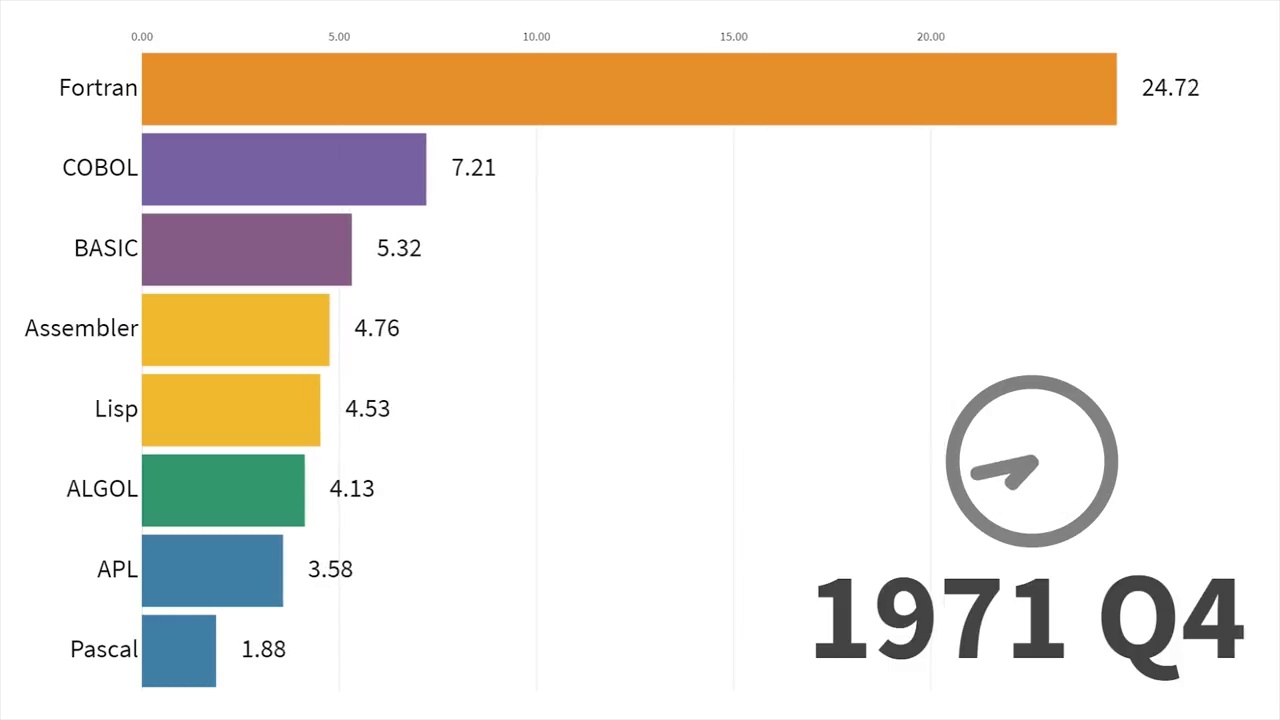 0.00 5.00 10.00 15.00 20.00
Fortran 24.72
COBOL 7.21
BASIC 5.32
Assembler 4.76
Lisp 4.53
ALGOL 4.13
APL 3.58
Pascal 1.88
1971 Q4